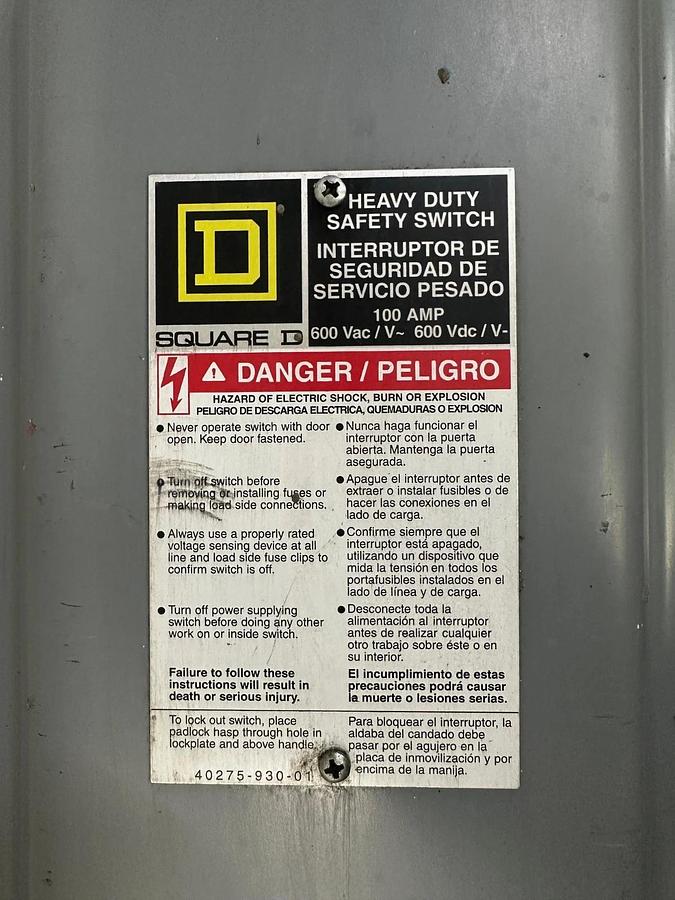 D
SQUARE D
HEAVY DUTY
SAFETY SWITCH
INTERRUPTOR DE
SEGURIDAD DE
SERVICIO PESADO
100 AMP
600 Vac / V~ 600 Vdc / V-
DANGER / PELIGRO
HAZARD OF ELECTRIC SHOCK, BURN OR EXPLOSION
PELIGRO DE DESCARGA ELECTRICA, QUEMADURAS O EXPLOSION
● Never operate switch with door
open. Keep door fastened.
● Turn off switch before
removing or installing fuses or
making load side connections.
● Always use a properly rated
voltage sensing device at all
line and load side fuse clips to
confirm switch is off.
● Turn off power supplying
switch before doing any other
work on or inside switch.
Failure to follow these
instructions will result in
death or serious injury.
● Nunca haga funcionar el
interruptor con la puerta
abierta. Mantenga la puerta
asegurada.
● Apague el interruptor antes de
extraer o instalar fusibles o de
hacer las conexiones en el
lado de carga.
● Confirme siempre que el
interruptor está apagado,
utilizando un dispositivo que
mida la tensión en todos los
portafusibles instalados en el
lado de línea y de carga.
● Desconecte toda la
alimentación al interruptor
antes de realizar cualquier
otro trabajo sobre éste o en
su interior.
El incumplimiento de estas
precauciones podrá causar
la muerte o lesiones serias.
To lock out switch, place
padlock hasp through hole in
lockplate and above handle.
40275-930-01
Para bloquear el interruptor, la
aldaba del candado debe
pasar por el agujero en la
placa de inmovilización y por
encima de la manija.